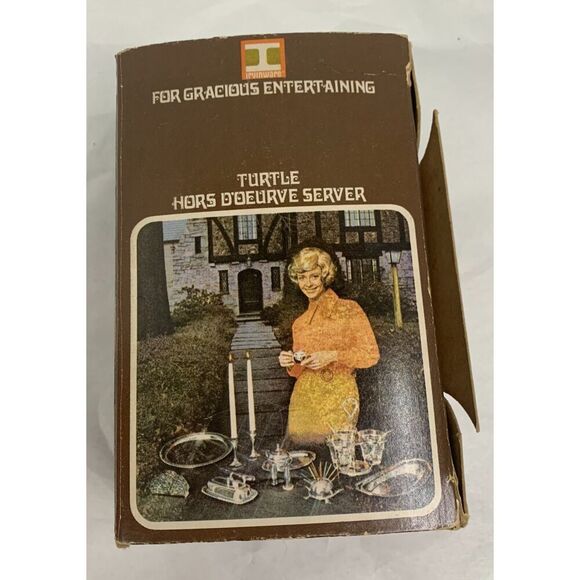 irvinware
FOR GRACIOUS ENTERTAINING
TURTLE
HORS D'OEURVE SERVER